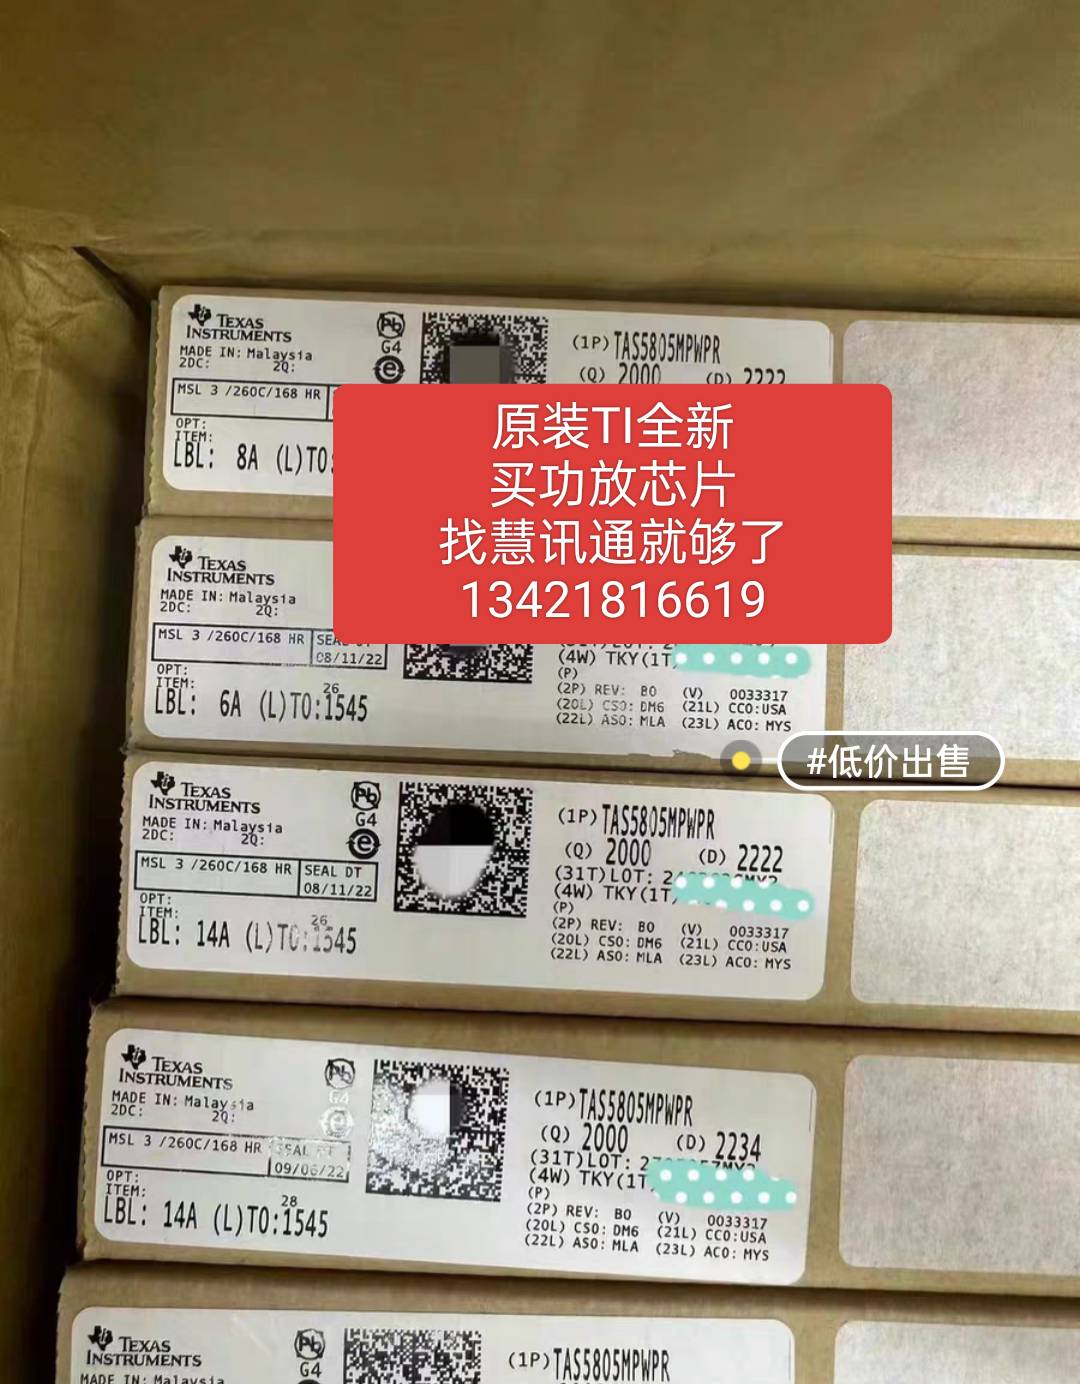 TEXAS
INSTRUMENTS
MADE IN: Malaysia
2DC: 2Q:
MSL 3 /260C/168 HR
OPT:
ITEM:
LBL: 8A (L)TO:
Pb
G4
e
(1P)TAS5805MPWPR
(Q) 2000 (D) 2222
原装TI全新
买功放芯片
找慧讯通就够了
13421816619
TEXAS
INSTRUMENTS
MADE IN: Malaysia
2DC: 2Q:
MSL 3 /260C/168 HR
08/11/22
OPT:
ITEM:
26
LBL: 6A (L)TO:1545
(4W) TKY(1T)
(P)
(2P) REV: B0 (V) 0033317
(20L) CSO: DM6 (21L) CCO:USA
(22L) ASO: MLA (23L) ACO: MYS
#低价出售
TEXAS
INSTRUMENTS
MADE IN: Malaysia
2DC: 2Q:
MSL 3 /260C/168 HR
SEAL DT
08/11/22
OPT:
ITEM:
26
LBL: 14A (L)TO:1545
Pb
G4
e
(1P)TAS5805MPWPR
(Q) 2000 (D) 2222
(31T)LOT:
(4W) TKY(1T)
(P)
(2P) REV: B0 (V) 0033317
(20L) CSO: DM6 (21L) CCO:USA
(22L) ASO: MLA (23L) ACO: MYS
TEXAS
INSTRUMENTS
MADE IN: Malaysia
2DC: 2Q:
MSL 3 /260C/168 HR
SEAL DT
09/06/22
OPT:
ITEM:
28
LBL: 14A (L)TO:1545
Pb
G4
e
(1P)TAS5805MPWPR
(Q) 2000 (D) 2234
(31T)LOT:
(4W) TKY(1T)
(P)
(2P) REV: B0 (V) 0033317
(20L) CSO: DM6 (21L) CCO:USA
(22L) ASO: MLA (23L) ACO: MYS
TEXAS
INSTRUMENTS
MADE IN: Malaysia
Pb
G4
(1P)TAS5805MPWPR